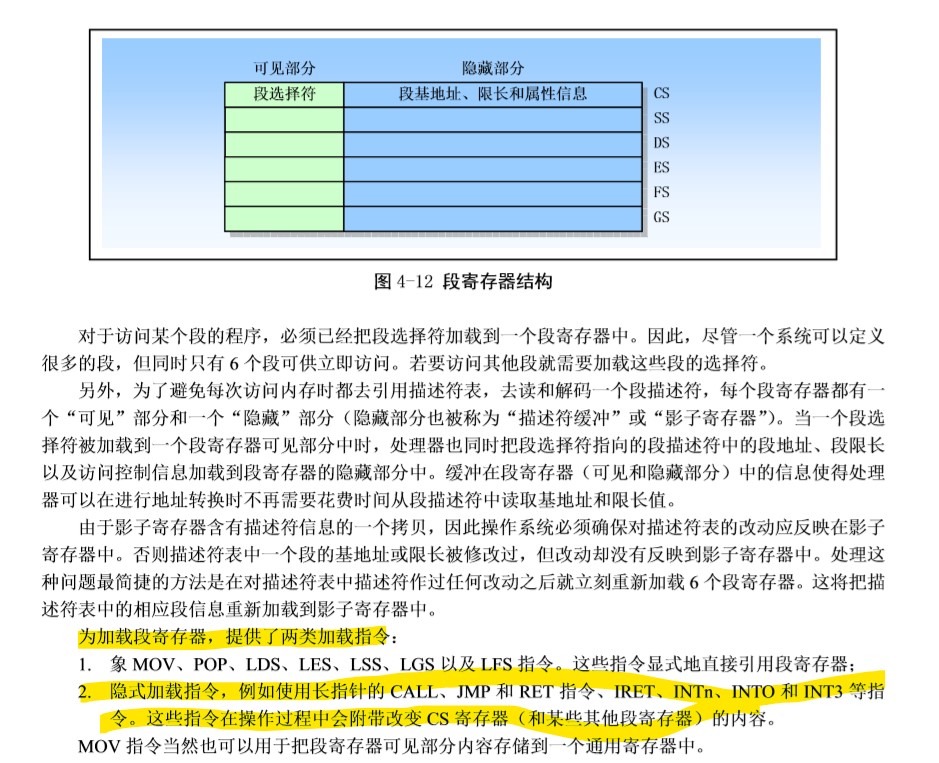 可见部分 隐藏部分
段选择符 段基地址、限长和属性信息 CS
SS
DS
ES
FS
GS
图 4-12 段寄存器结构
对于访问某个段的程序，必须已经把段选择符加载到一个段寄存器中。因此，尽管一个系统可以定义
很多的段，但同时只有 6 个段可供立即访问。若要访问其他段就需要加载这些段的选择符。
另外，为了避免每次访问内存时都去引用描述符表，去读和解码一个段描述符，每个段寄存器都有一
个“可见”部分和一个“隐藏”部分（隐藏部分也被称为“描述符缓冲”或“影子寄存器”）。当一个段选
择符被加载到一个段寄存器可见部分中时，处理器也同时把段选择符指向的段描述符中的段地址、段限长
以及访问控制信息加载到段寄存器的隐藏部分中。缓冲在段寄存器（可见和隐藏部分）中的信息使得处理
器可以在进行地址转换时不再需要花费时间从段描述符中读取基地址和限长值。
由于影子寄存器含有描述符信息的一个拷贝，因此操作系统必须确保对描述符表的改动应反映在影子
寄存器中。否则描述符表中一个段的基地址或限长被修改过，但改动却没有反映到影子寄存器中。处理这
种问题最简捷的方法是在对描述符表中描述符作过任何改动之后就立刻重新加载 6 个段寄存器。这将把描
述符表中的相应段信息重新加载到影子寄存器中。
为加载段寄存器，提供了两类加载指令：
1. 象 MOV、POP、LDS、LES、LSS、LGS 以及 LFS 指令。这些指令显式地直接引用段寄存器；
2. 隐式加载指令，例如使用长指针的 CALL、JMP 和 RET 指令、IRET、INTn、INTO 和 INT3 等指
令。这些指令在操作过程中会附带改变 CS 寄存器（和某些其他段寄存器）的内容。
MOV 指令当然也可以用于把段寄存器可见部分内容存储到一个通用寄存器中。